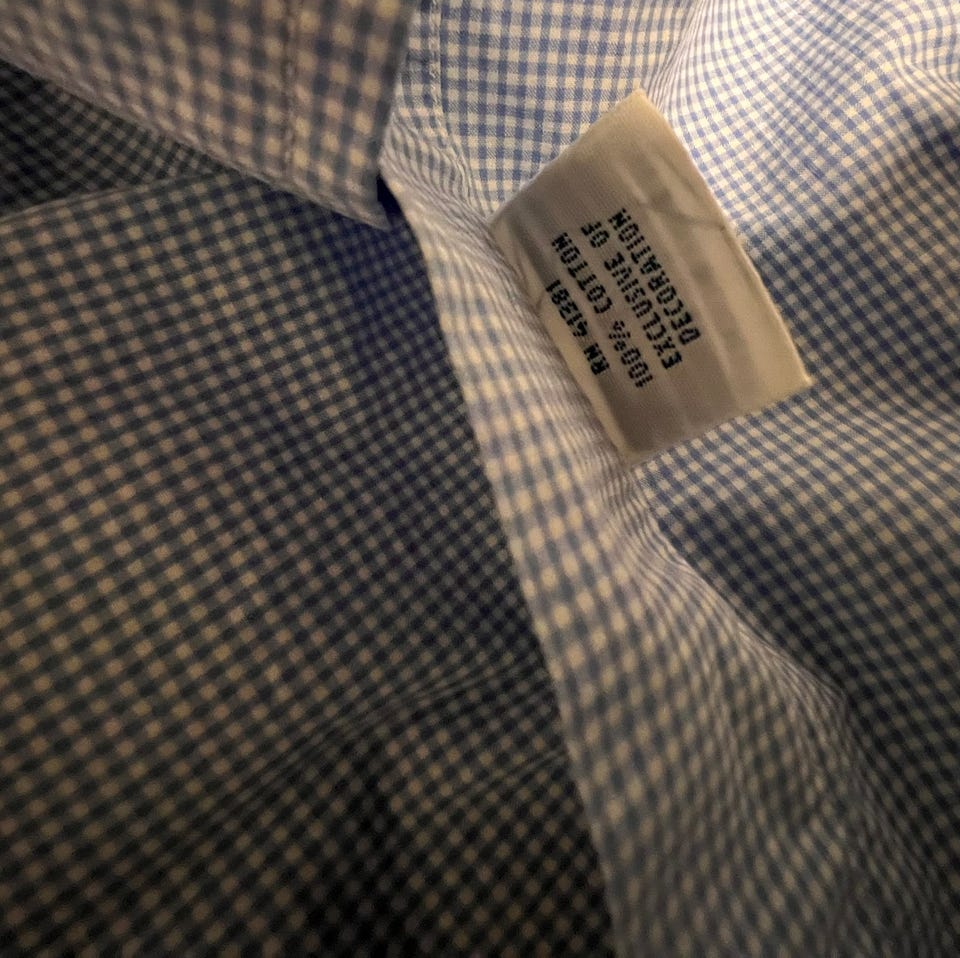 RN 41381
100% COTTON
EXCLUSIVE OF
DECORATION